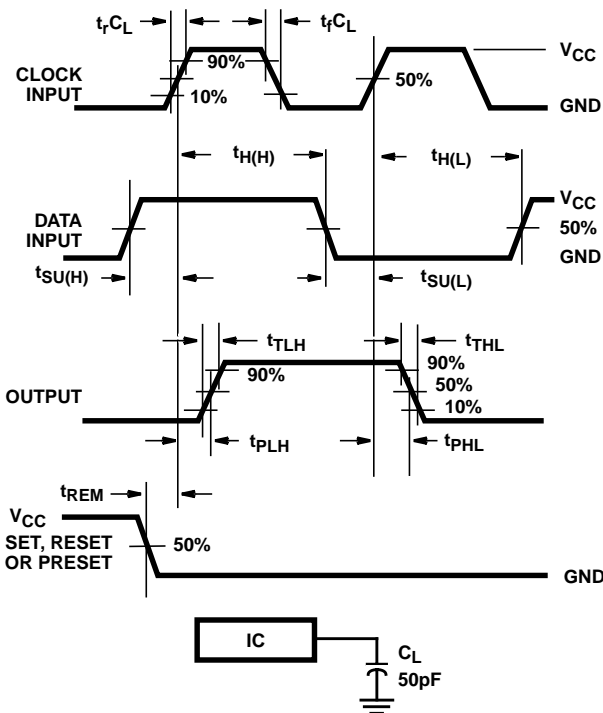 t_rC_L t_fC_L
V_CC
90%
CLOCK
INPUT
50%
10%
GND
t_H(H) t_H(L)
V_CC
DATA
INPUT
50%
GND
t_SU(H) t_SU(L)
t_TLH t_THL
90% 90%
OUTPUT
50%
10%
t_PLH t_PHL
t_REM
V_CC
SET, RESET
OR PRESET
50%
GND
IC
C_L
50pF